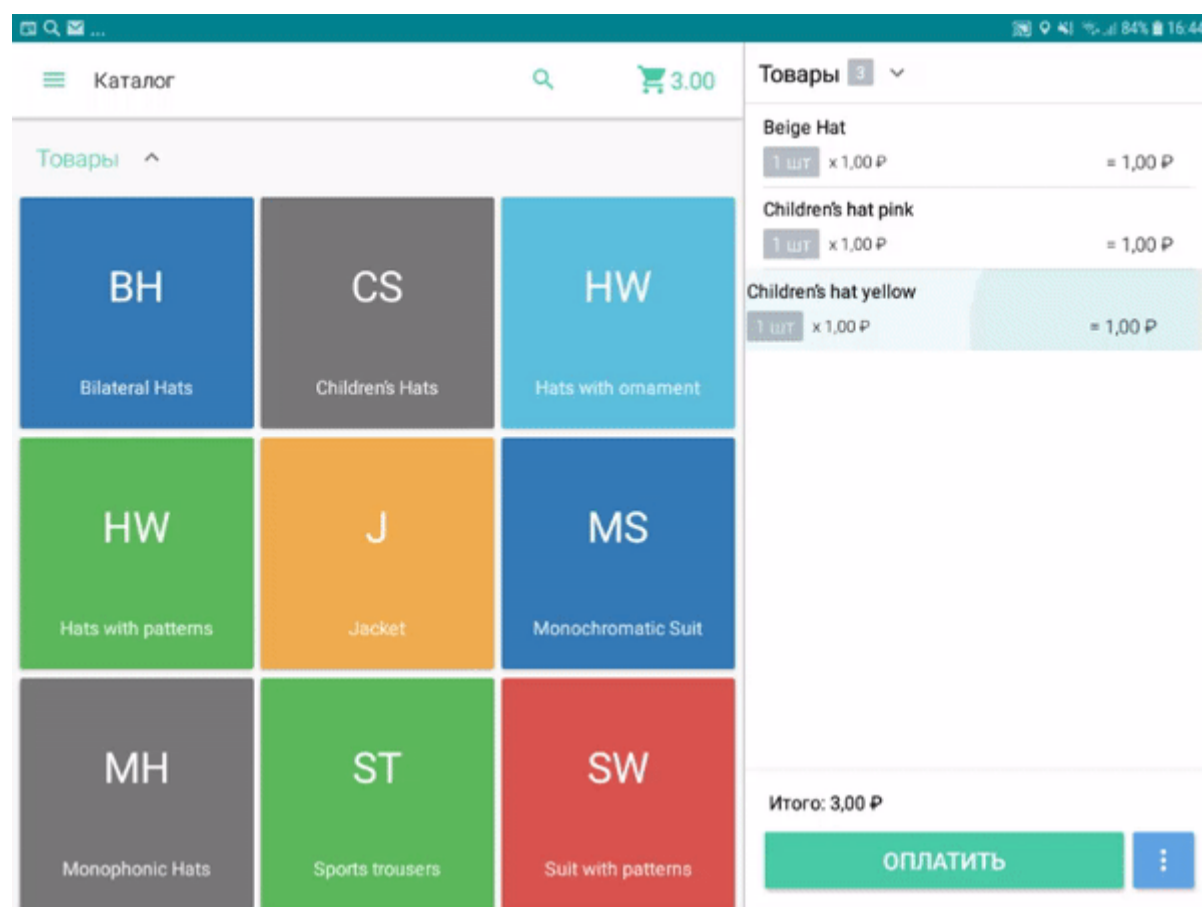 ... 84% 16:44
Каталог 3.00
Товары
BH
Bilateral Hats
CS
Children's Hats
HW
Hats with ornament
HW
Hats with patterns
J
Jacket
MS
Monochromatic Suit
MH
Monophonic Hats
ST
Sports trousers
SW
Suit with patterns
Товары 3
Beige Hat
1 шт x 1,00 ₽ = 1,00 ₽
Children's hat pink
1 шт x 1,00 ₽ = 1,00 ₽
Children's hat yellow
1 шт x 1,00 ₽ = 1,00 ₽
Итого: 3,00 ₽
ОПЛАТИТЬ